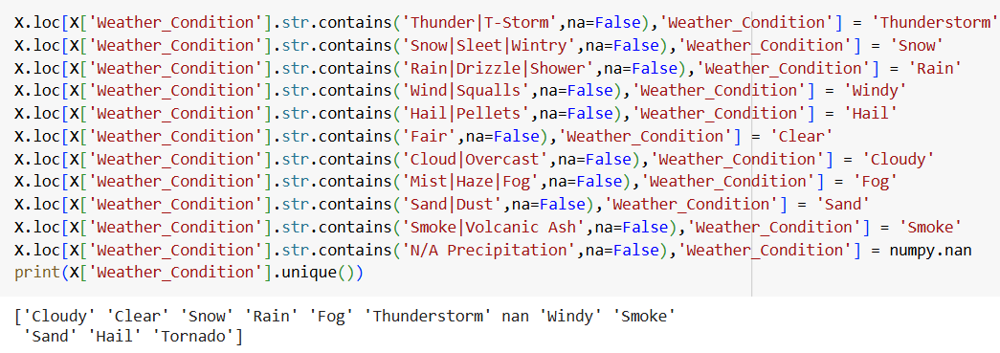 X.loc[X['Weather_Condition'].str.contains('Thunder|T-Storm',na=False),'Weather_Condition'] = 'Thunderstorm'
X.loc[X['Weather_Condition'].str.contains('Snow|Sleet|Wintry',na=False),'Weather_Condition'] = 'Snow'
X.loc[X['Weather_Condition'].str.contains('Rain|Drizzle|Shower',na=False),'Weather_Condition'] = 'Rain'
X.loc[X['Weather_Condition'].str.contains('Wind|Squalls',na=False),'Weather_Condition'] = 'Windy'
X.loc[X['Weather_Condition'].str.contains('Hail|Pellets',na=False),'Weather_Condition'] = 'Hail'
X.loc[X['Weather_Condition'].str.contains('Fair',na=False),'Weather_Condition'] = 'Clear'
X.loc[X['Weather_Condition'].str.contains('Cloud|Overcast',na=False),'Weather_Condition'] = 'Cloudy'
X.loc[X['Weather_Condition'].str.contains('Mist|Haze|Fog',na=False),'Weather_Condition'] = 'Fog'
X.loc[X['Weather_Condition'].str.contains('Sand|Dust',na=False),'Weather_Condition'] = 'Sand'
X.loc[X['Weather_Condition'].str.contains('Smoke|Volcanic Ash',na=False),'Weather_Condition'] = 'Smoke'
X.loc[X['Weather_Condition'].str.contains('N/A Precipitation',na=False),'Weather_Condition'] = numpy.nan
print(X['Weather_Condition'].unique())
['Cloudy' 'Clear' 'Snow' 'Rain' 'Fog' 'Thunderstorm' nan 'Windy' 'Smoke'
 'Sand' 'Hail' 'Tornado']